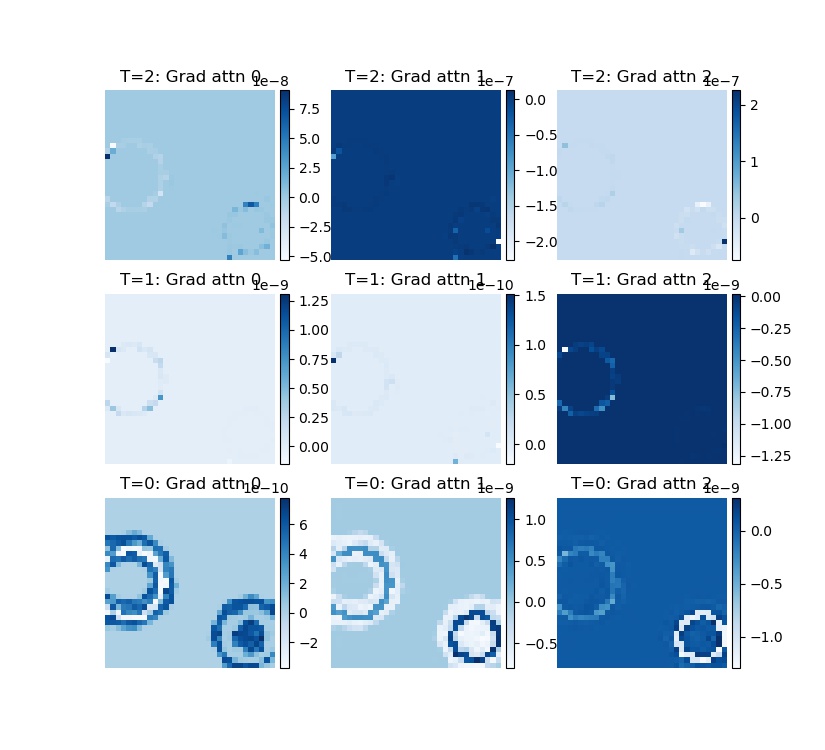 T=2: Grad attn 0
1e−8
7.5
5.0
2.5
0.0
−2.5
−5.0
T=2: Grad attn 1
1e−7
0.0
−0.5
−1.0
−1.5
−2.0
T=2: Grad attn 2
1e−7
2
1
0
T=1: Grad attn 0
1e−9
1.25
1.00
0.75
0.50
0.25
0.00
T=1: Grad attn 1
1e−10
1.5
1.0
0.5
0.0
T=1: Grad attn 2
1e−9
0.00
−0.25
−0.50
−0.75
−1.00
−1.25
T=0: Grad attn 0
1e−10
6
4
2
0
−2
T=0: Grad attn 1
1e−9
1.0
0.5
0.0
−0.5
T=0: Grad attn 2
1e−9
0.0
−0.5
−1.0